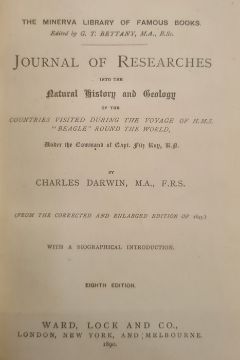 THE MINERVA LIBRARY OF FAMOUS BOOKS.
Edited by G. T. BETTANY, M.A., B.Sc.
JOURNAL OF RESEARCHES
INTO THE
Natural History and Geology
OF THE
COUNTRIES VISITED DURING THE VOYAGE OF H.M.S.
"BEAGLE" ROUND THE WORLD,
Under the Command of Capt. Fitz Roy, R.N.
BY
CHARLES DARWIN, M.A., F.R.S.
(FROM THE CORRECTED AND ENLARGED EDITION OF 1845.)
WITH A BIOGRAPHICAL INTRODUCTION.
EIGHTH EDITION.
WARD, LOCK AND CO.,
LONDON, NEW YORK, AND MELBOURNE.
1890.